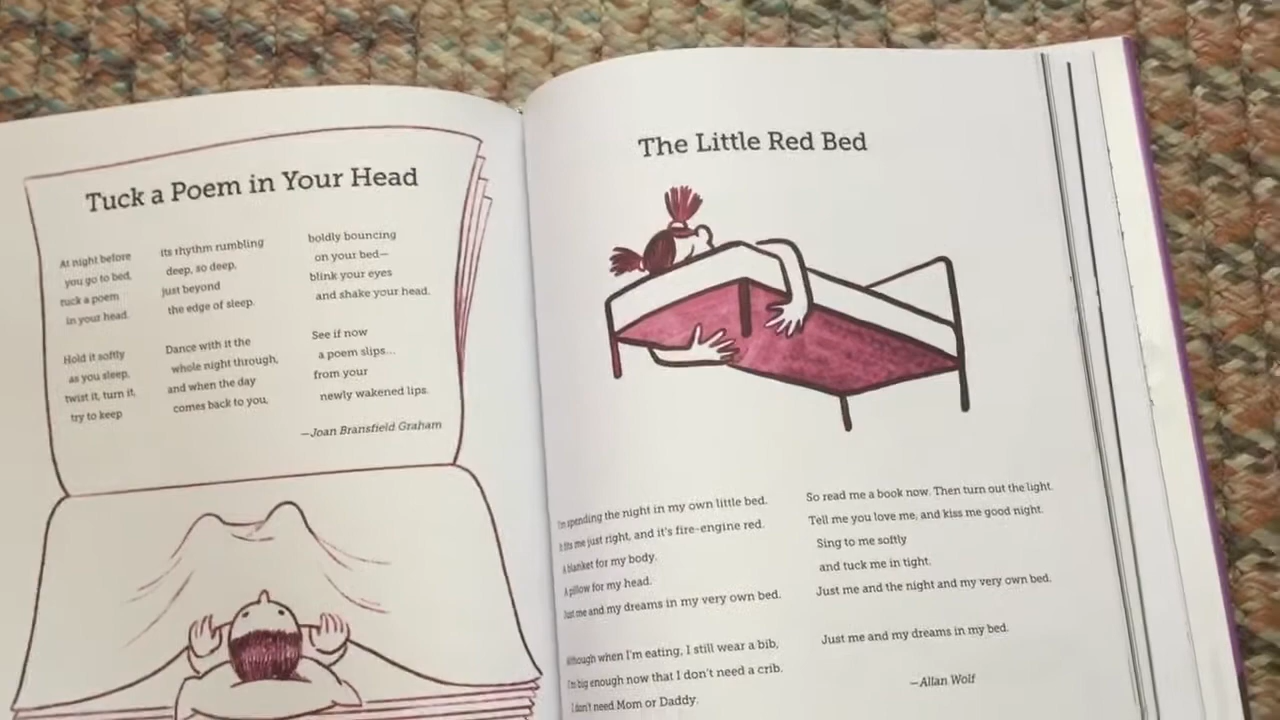 Tuck a Poem in Your Head
At night before
you go to bed,
tuck a poem
in your head.
Hold it softly
as you sleep,
twist it, turn it,
try to keep
its rhythm rumbling
deep, so deep,
just beyond
the edge of sleep.
Dance with it the
whole night through,
and when the day
comes back to you,
boldly bouncing
on your bed—
blink your eyes
and shake your head.
See if now
a poem slips...
from your
newly wakened lips.
—Joan Bransfield Graham
The Little Red Bed
I'm spending the night in my own little bed.
It fits me just right, and it's fire-engine red.
A blanket for my body.
A pillow for my head.
Just me and my dreams in my very own bed.
Although when I'm eating, I still wear a bib,
I'm big enough now that I don't need a crib.
I don't need Mom or Daddy.
So read me a book now. Then turn out the light.
Tell me you love me, and kiss me good night.
Sing to me softly
and tuck me in tight.
Just me and the night and my very own bed.
Just me and my dreams in my bed.
—Allan Wolf